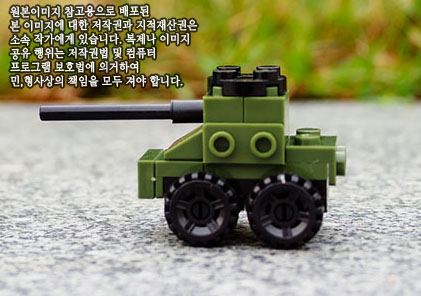 원본이미지 참고용으로 배포된
본 이미지에 대한 저작권과 지적재산권은
소속 작가에게 있습니다. 복제나 이미지
공유 행위는 저작권법 및 컴퓨터
프로그램 보호법에 의거하여
민,형사상의 책임을 모두 져야 합니다.